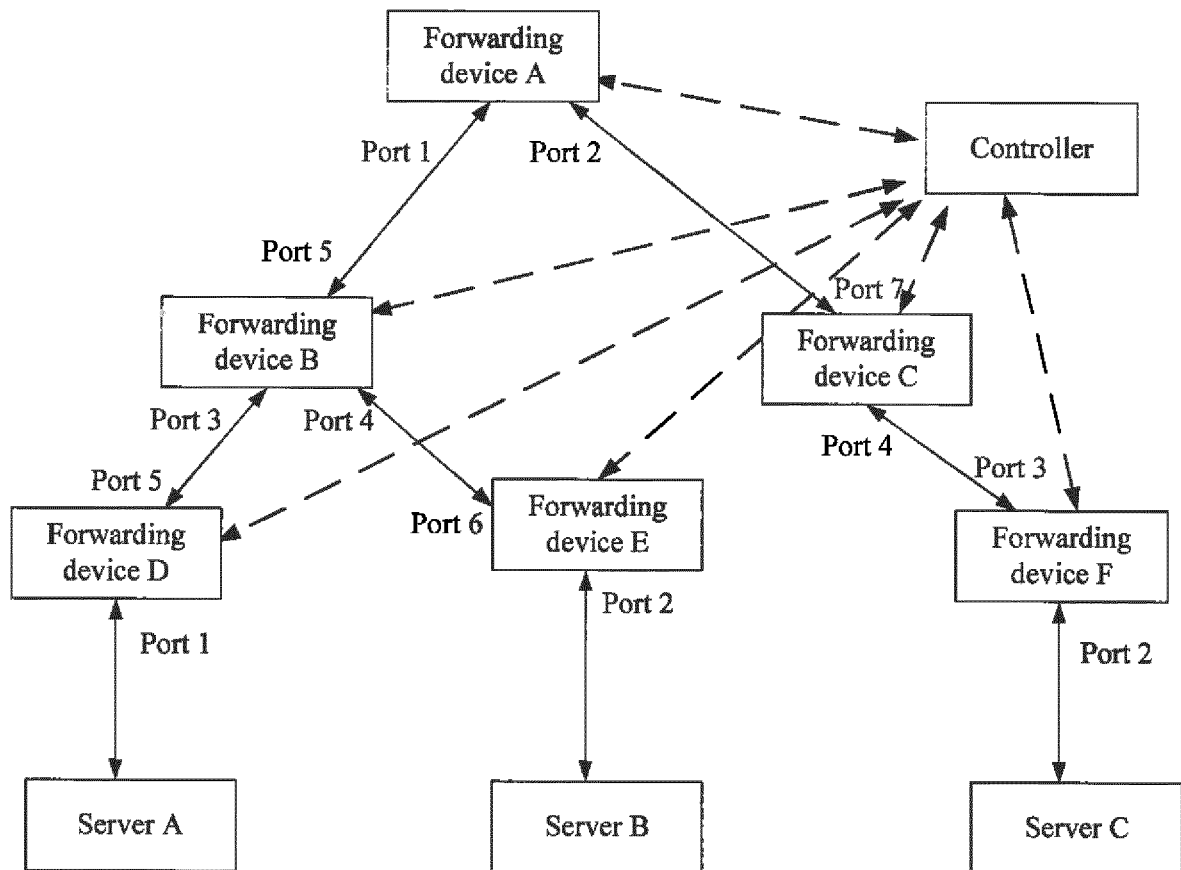 Forwarding
device A
Port 1
Port 2
Controller
Port 5
Port 7
Forwarding
device B
Forwarding
device C
Port 3
Port 4
Port 4
Port 3
Port 5
Port 6
Forwarding
device D
Forwarding
device E
Forwarding
device F
Port 1
Port 2
Port 2
Server A
Server B
Server C